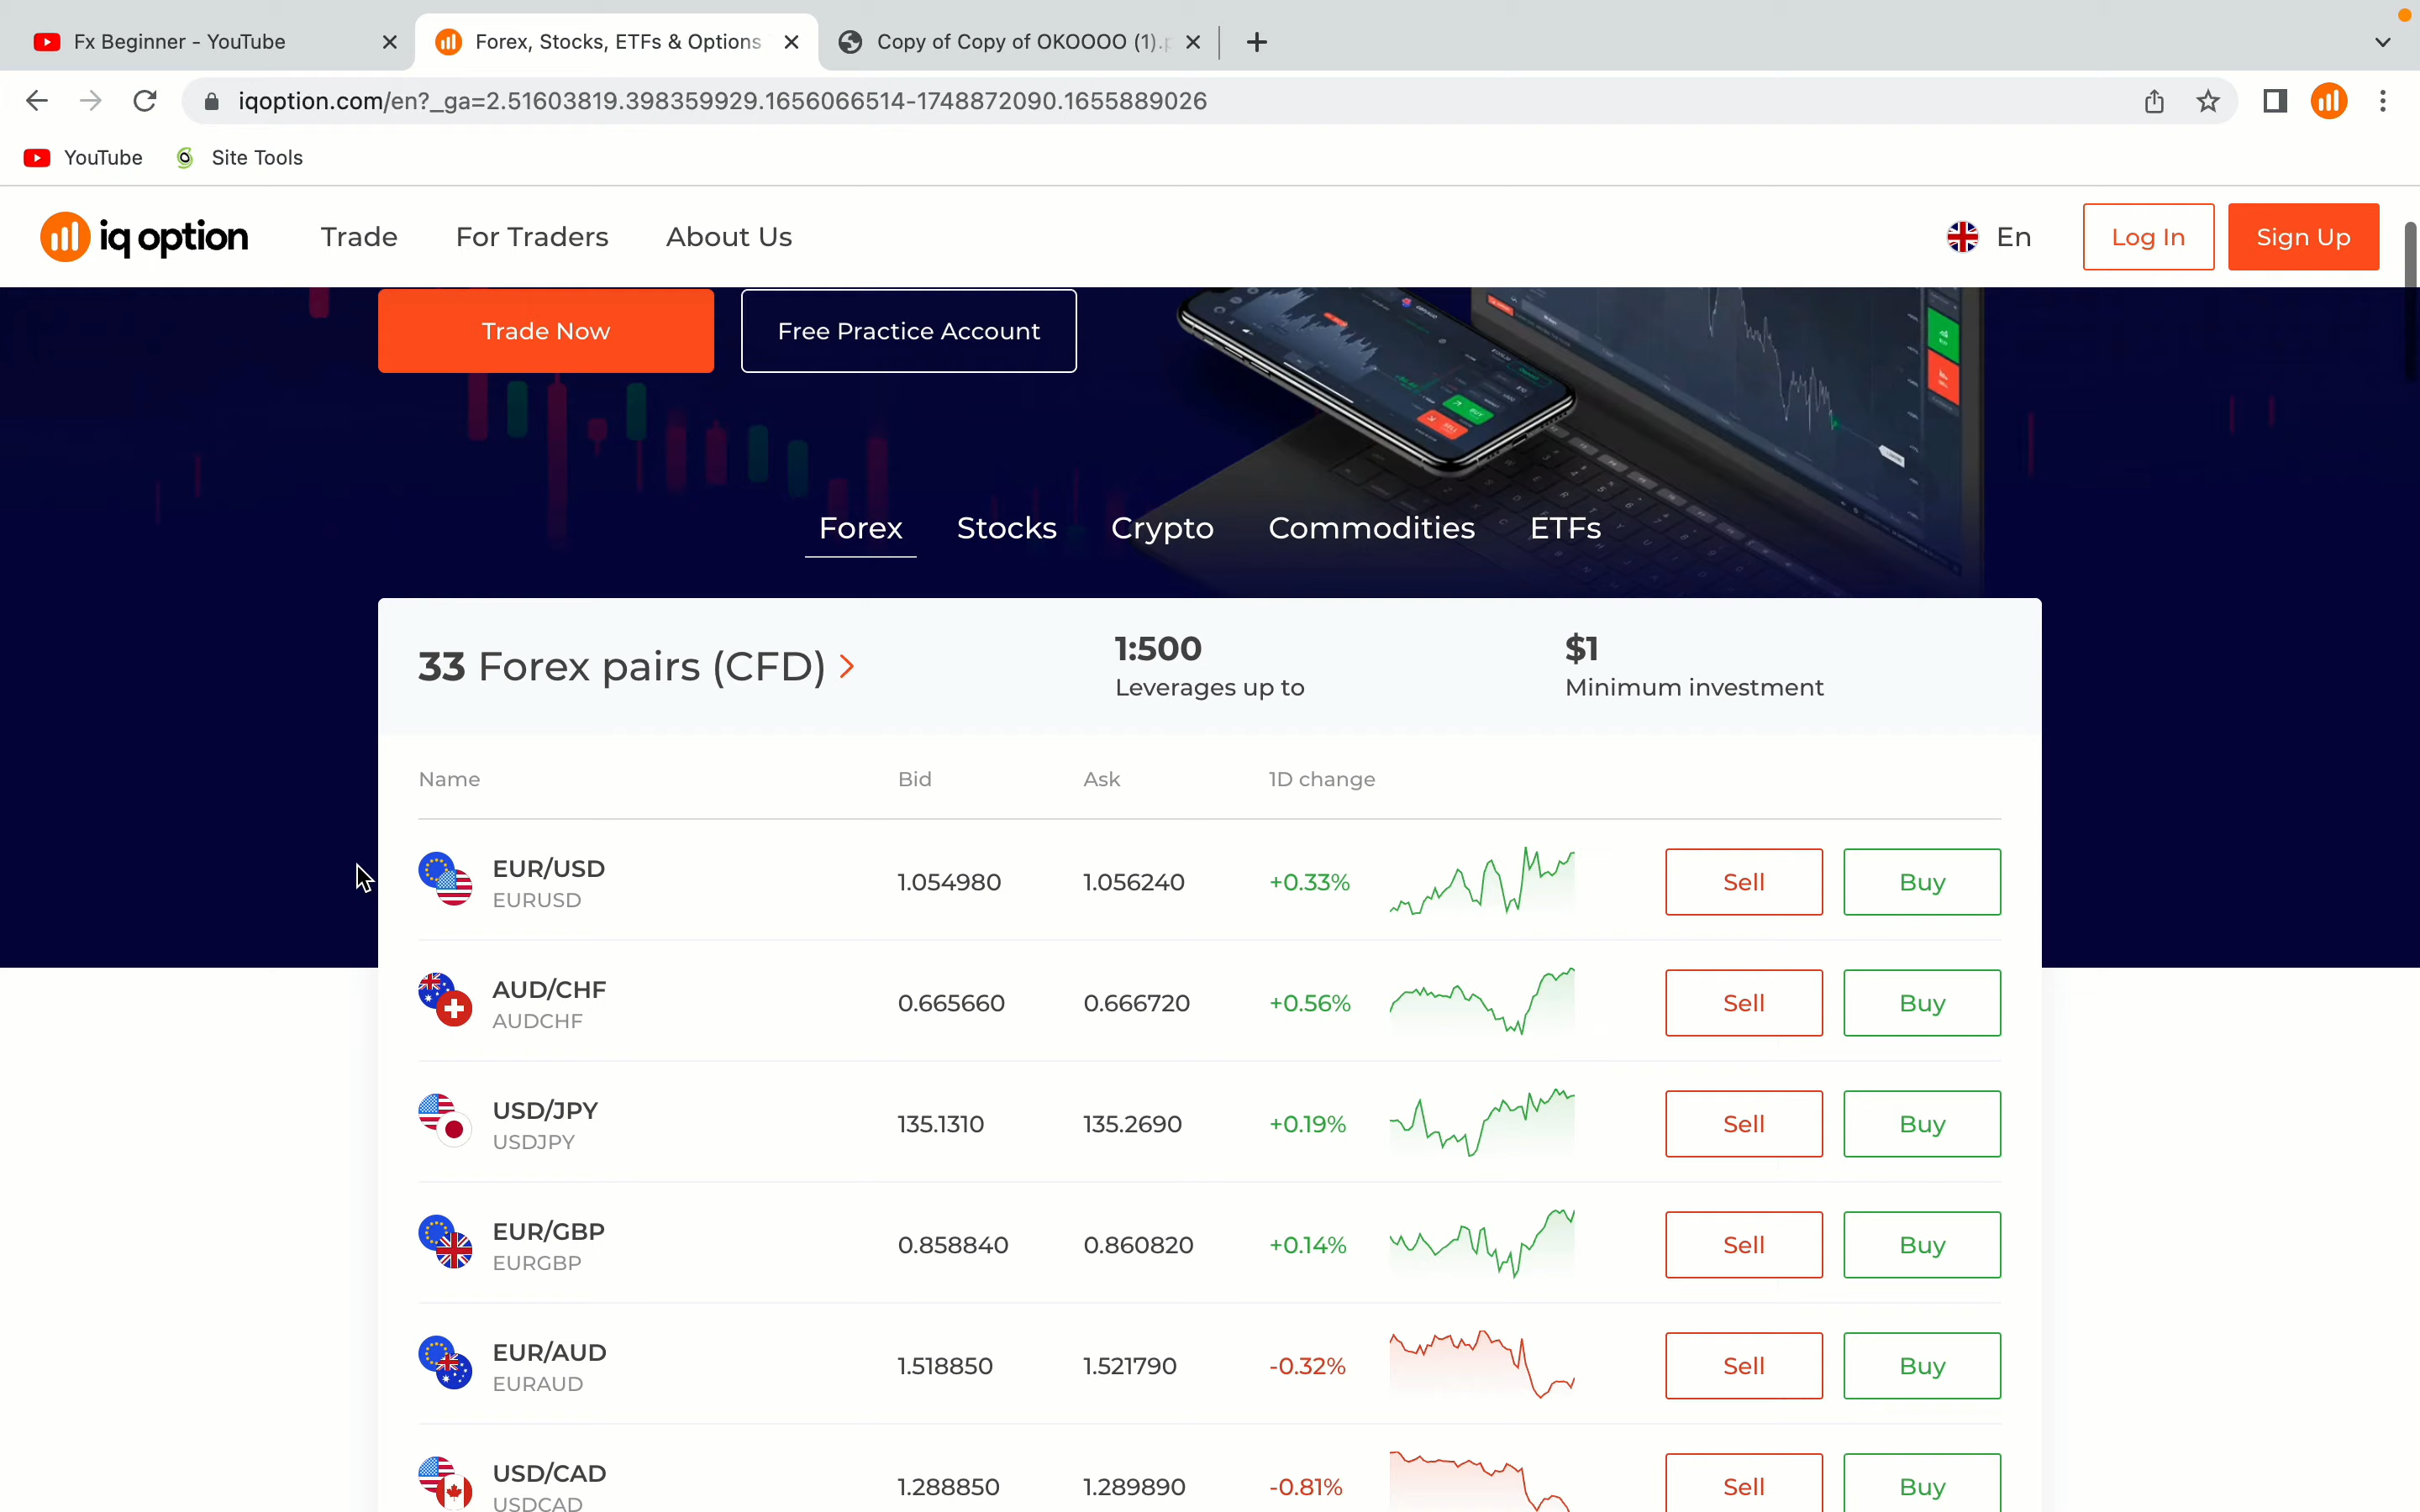 Fx Beginner - YouTube
Forex, Stocks, ETFs & Options
Copy of Copy of OKOOOO (1).p
iqoption.com/en?_ga=2.51603819.398359929.1656066514-1748872090.1655889026
YouTube
Site Tools
iq option
Trade
For Traders
About Us
En
Log In
Sign Up
Trade Now
Free Practice Account
Forex
Stocks
Crypto
Commodities
ETFs
33 Forex pairs (CFD)
1:500
Leverages up to
$1
Minimum investment
Name Bid Ask 1D change
EUR/USD
EURUSD
1.054980 1.056240 +0.33% Sell Buy
AUD/CHF
AUDCHF
0.665660 0.666720 +0.56% Sell Buy
USD/JPY
USDJPY
135.1310 135.2690 +0.19% Sell Buy
EUR/GBP
EURGBP
0.858840 0.860820 +0.14% Sell Buy
EUR/AUD
EURAUD
1.518850 1.521790 -0.32% Sell Buy
USD/CAD
USDCAD
1.288850 1.289890 -0.81% Sell Buy